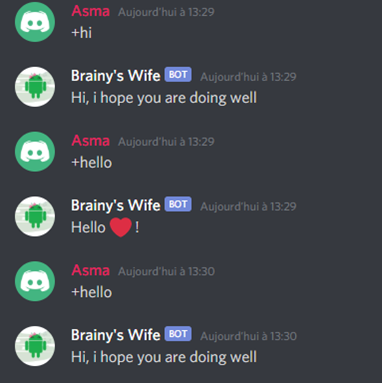 Asma Aujourd'hui à 13:29
+hi
Brainy's Wife BOT Aujourd'hui à 13:29
Hi, i hope you are doing well
Asma Aujourd'hui à 13:29
+hello
Brainy's Wife BOT Aujourd'hui à 13:29
Hello ❤️ !
Asma Aujourd'hui à 13:30
+hello
Brainy's Wife BOT Aujourd'hui à 13:30
Hi, i hope you are doing well